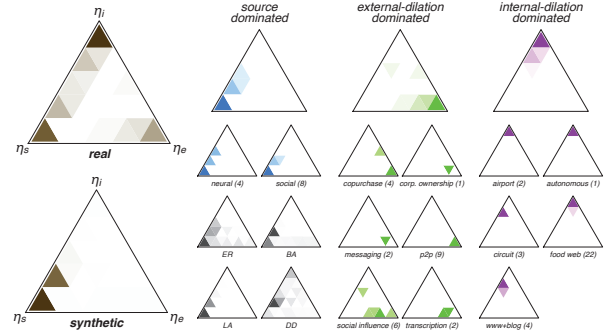 source dominated
external-dilation dominated
internal-dilation dominated
ηi
ηs
ηe
real
neural (4)
social (8)
copurchase (4)
corp. ownership (1)
airport (2)
autonomous (1)
ηi
ηs
ηe
synthetic
ER
BA
messaging (2)
p2p (9)
circuit (3)
food web (22)
LA
DD
social influence (6)
transcription (2)
www+blog (4)